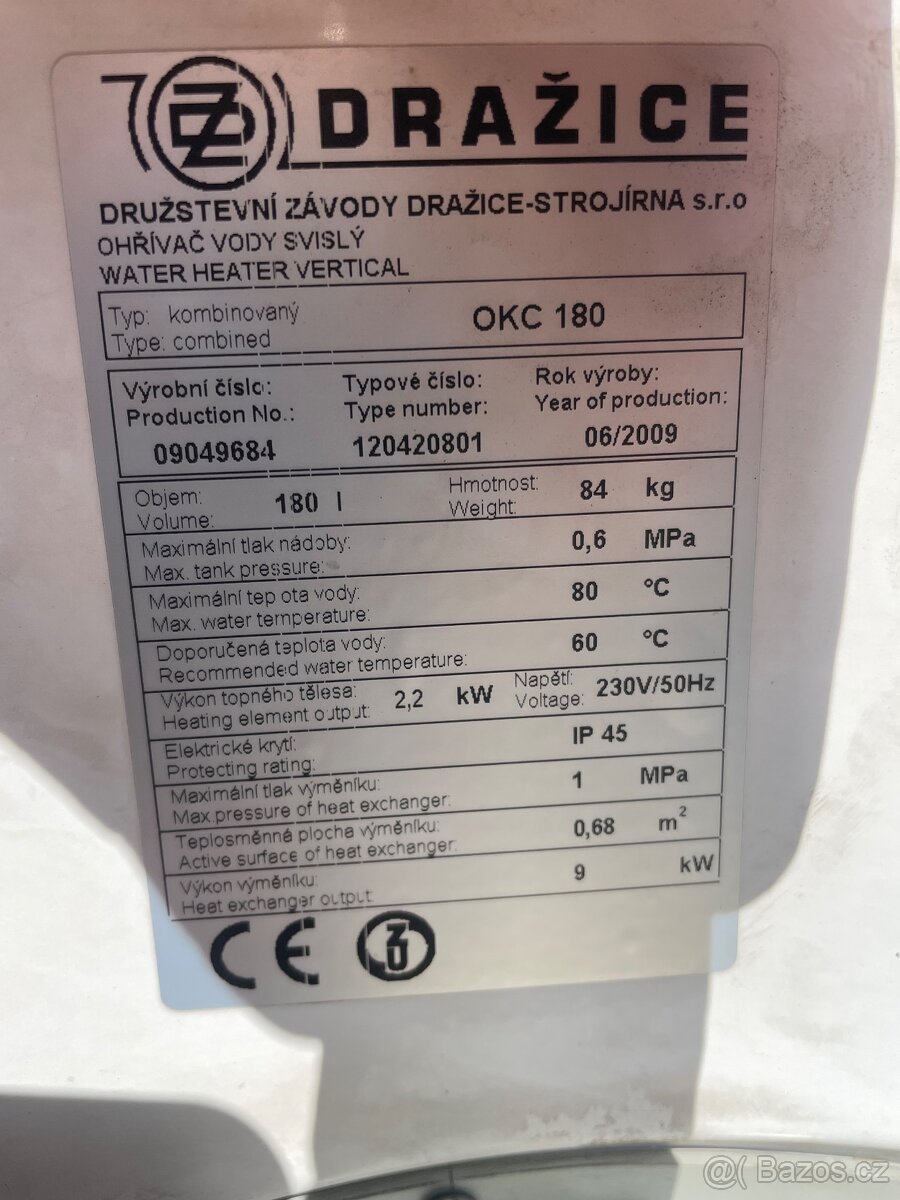 DRAŽICE
DRUŽSTEVNÍ ZÁVODY DRAŽICE-STROJÍRNA s.r.o
OHŘÍVAČ VODY SVISLÝ
WATER HEATER VERTICAL
Typ: kombinovaný
Type: combined
OKC 180
Výrobní číslo:
Production No.:
09049684
Typové číslo:
Type number:
120420801
Rok výroby:
Year of production:
06/2009
Objem:
Volume:
180 l
Hmotnost:
Weight:
84 kg
Maximální tlak nádoby:
Max. tank pressure:
0,6 MPa
Maximální tep ota vody:
Max. water temperature:
80 °C
Doporučená teplota vody:
Recommended water temperature:
60 °C
Výkon topného tělesa:
Heating element output:
2,2 kW
Napětí:
Voltage:
230V/50Hz
Elektrické krytí:
Protecting rating:
IP 45
Maximální tlak výměníku:
Max.pressure of heat exchanger:
1 MPa
Teplosměnná plocha výměníku:
Active surface of heat exchanger:
0,68 m²
Výkon výměníku:
Heat exchanger output:
9 kW
CE
@( Bazos.cz